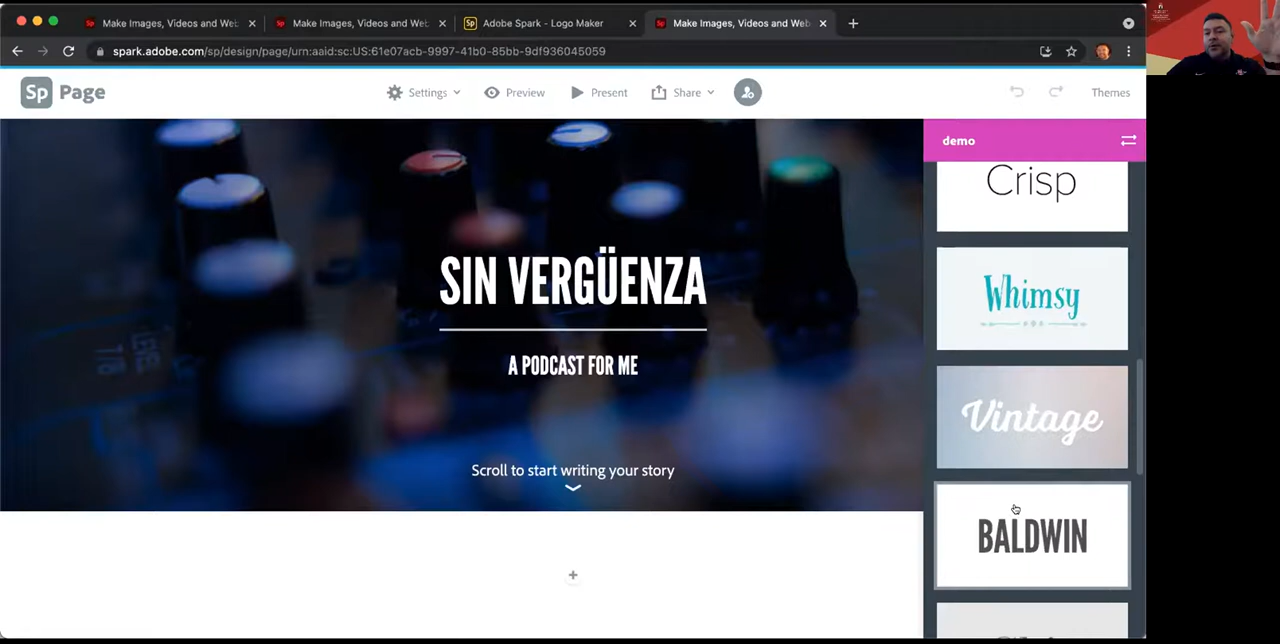 Make Images, Videos and Web
Make Images, Videos and Web
Sp Adobe Spark - Logo Maker
Make Images, Videos and Web
spark.adobe.com/sp/design/page/urn:aaid:sc:US:61e07acb-9997-41b0-85bb-9df936045059
Sp Page
Settings
Preview
Present
Share
Themes
demo
Crisp
Whimsy
Vintage
BALDWIN
SIN VERGÜENZA
A PODCAST FOR ME
Scroll to start writing your story